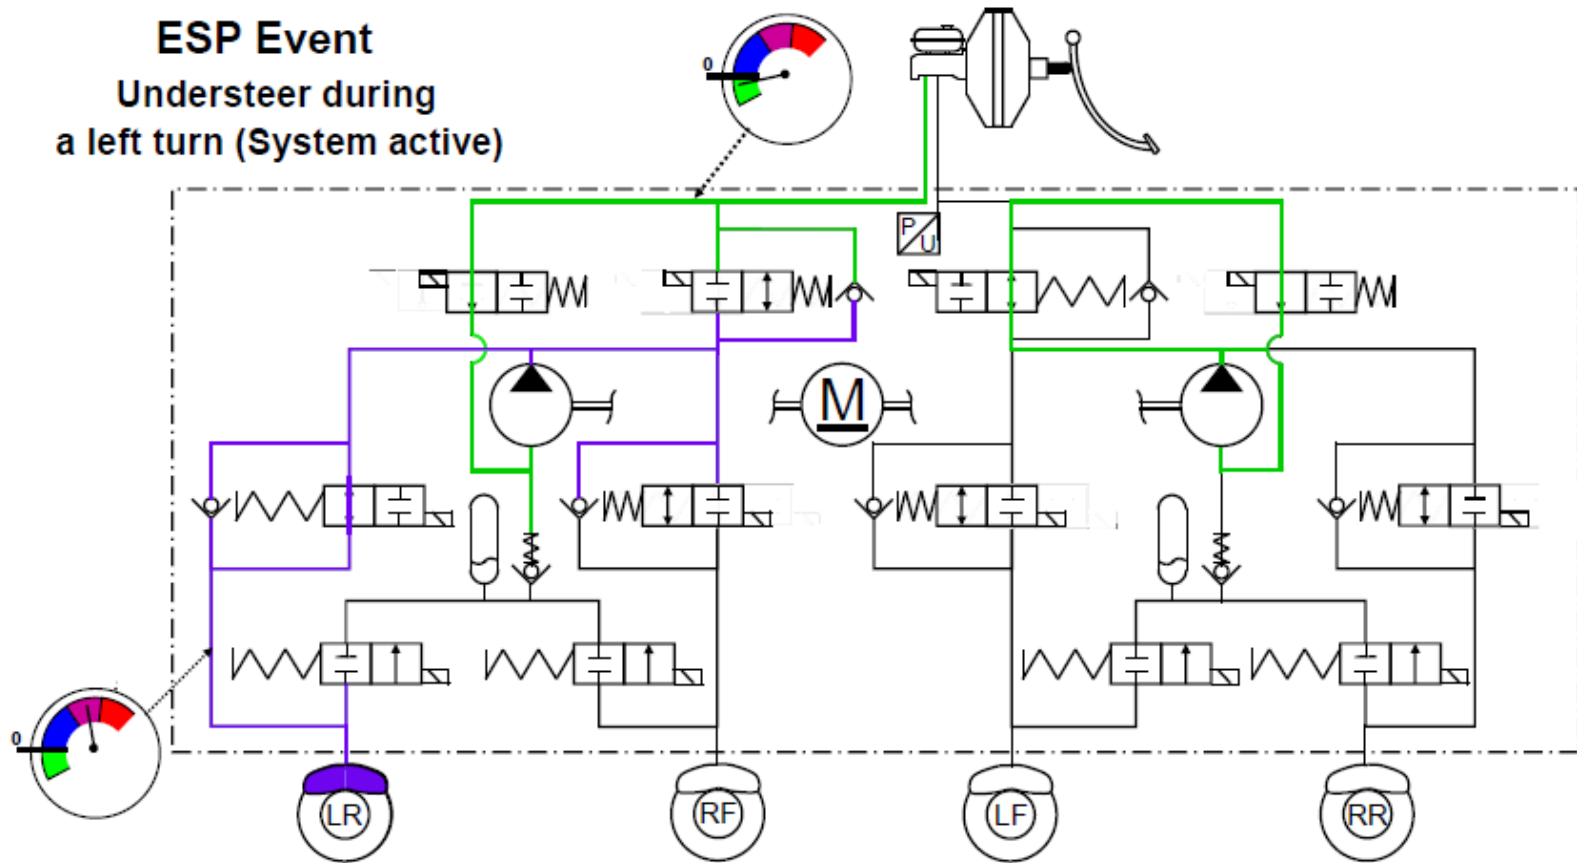 ESP Event
Understeer during
a left turn (System active)
0
P
U
M
0
LR
RF
LF
RR